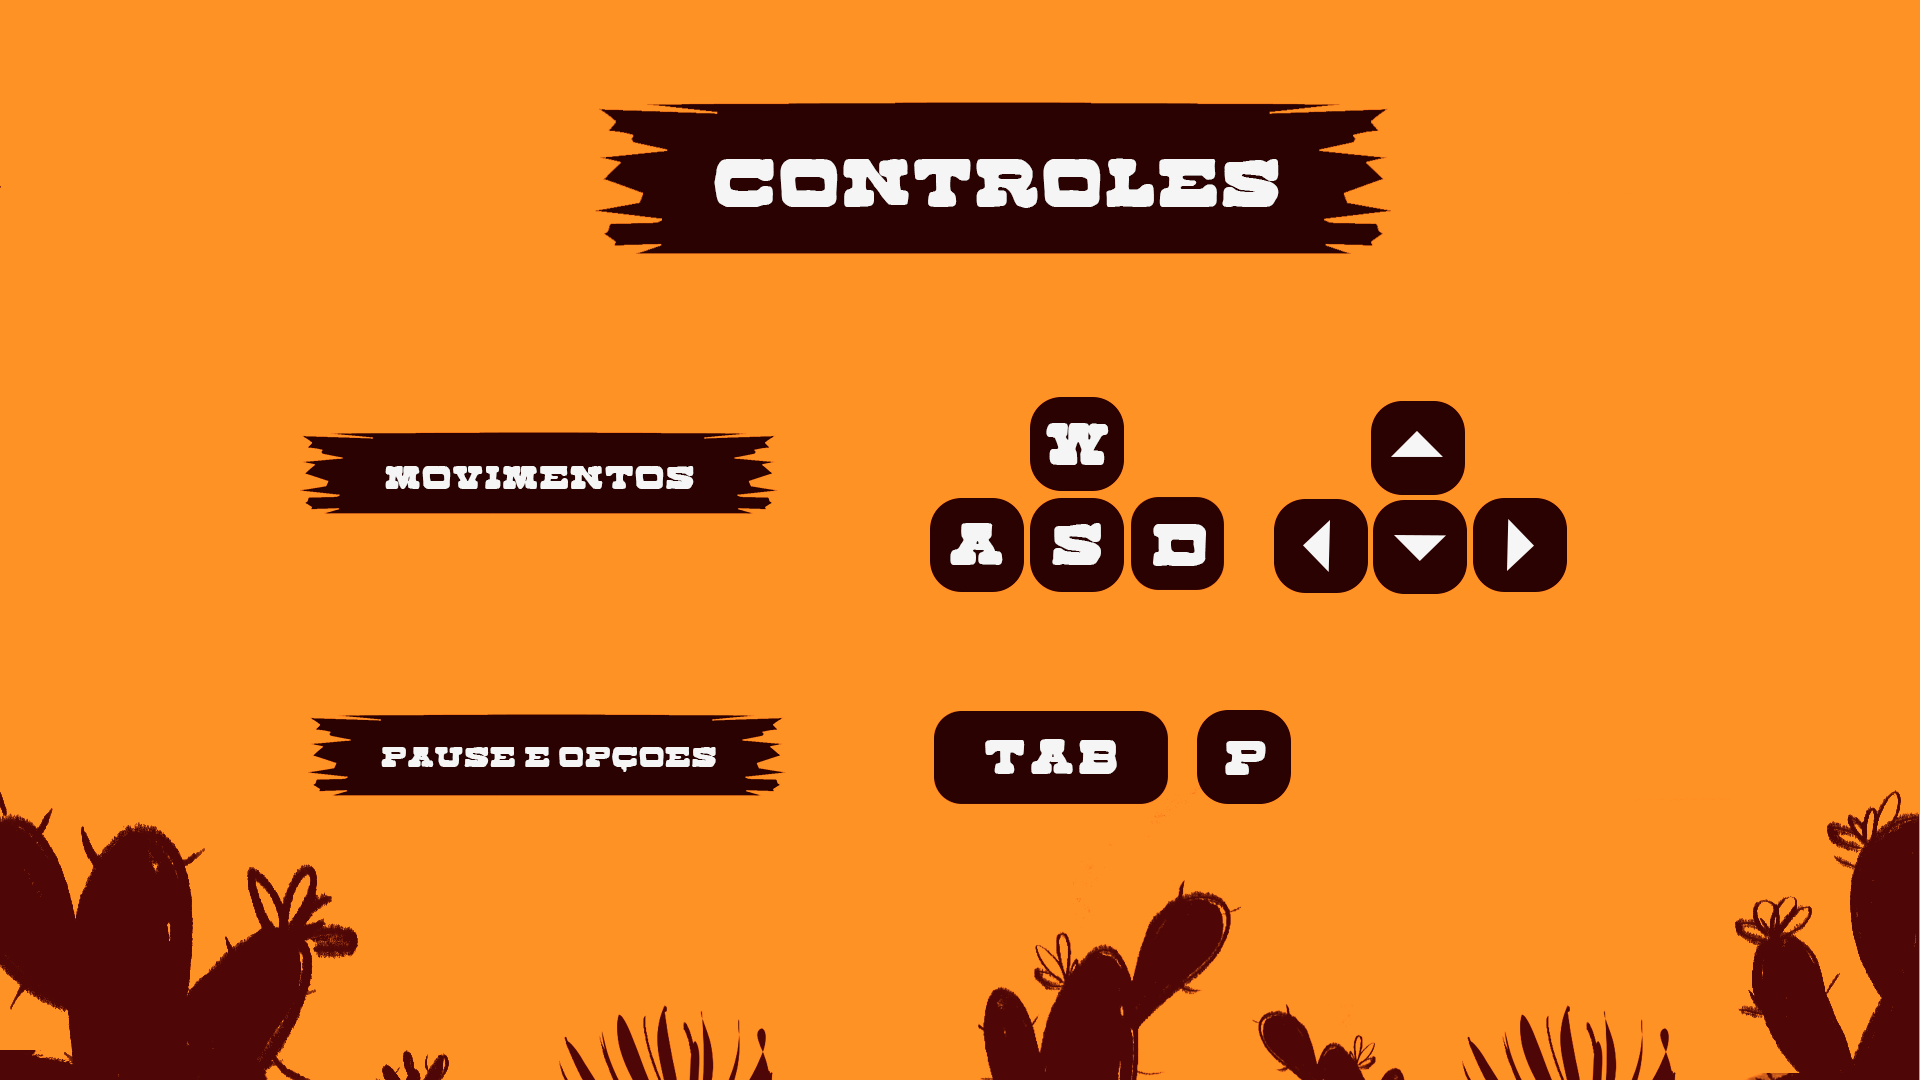 CONTROLES
MOVIMENTOS
W
A S D
PAUSE E OPÇOES
TAB P